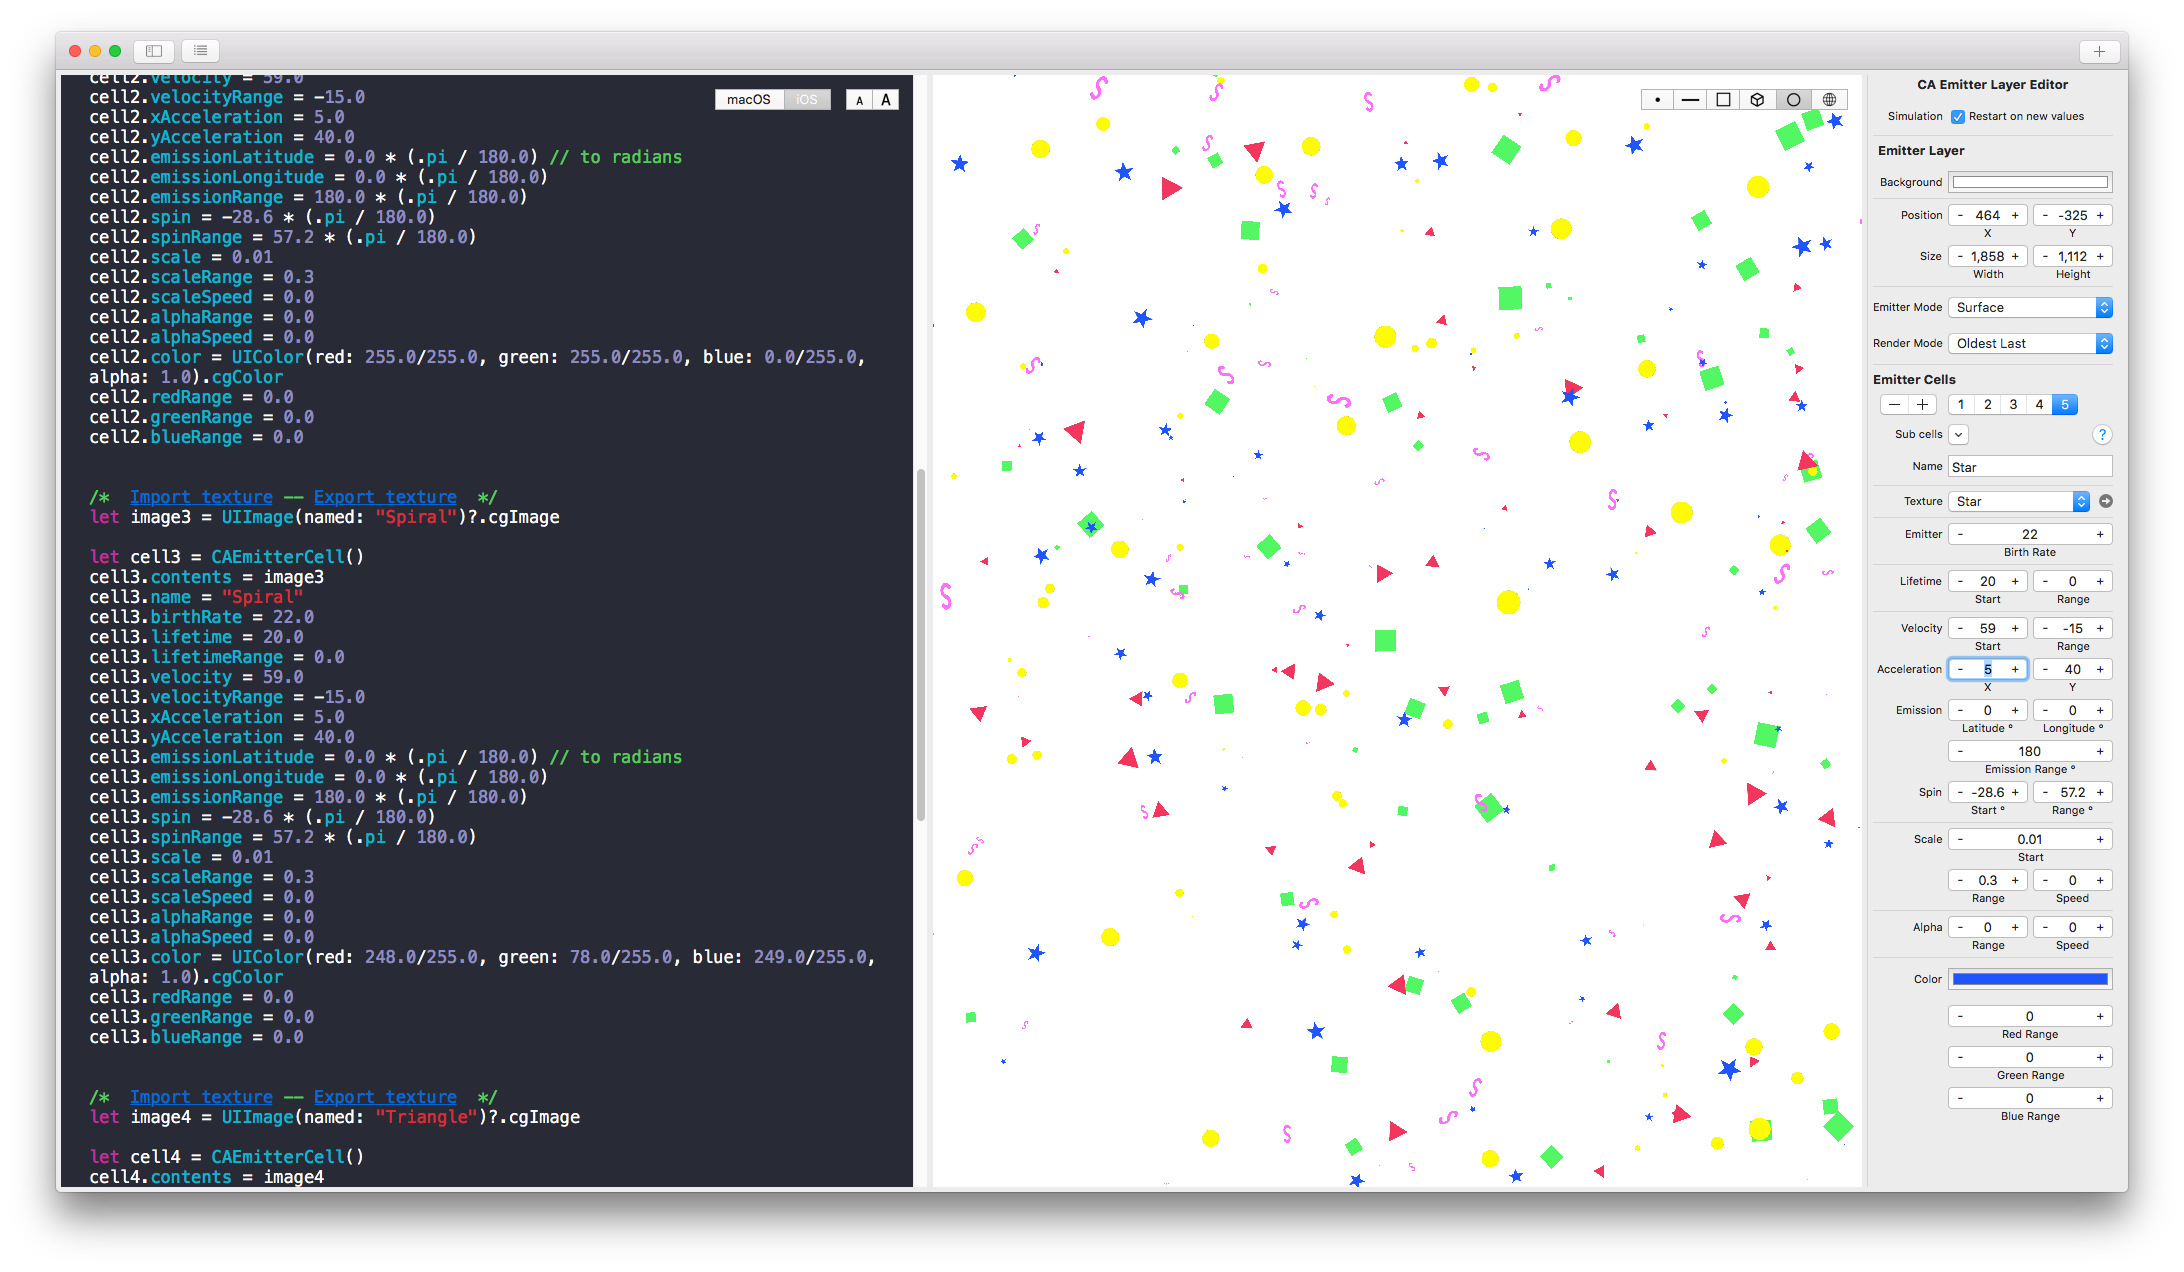 cell2.velocity = 59.0
cell2.velocityRange = -15.0
cell2.xAcceleration = 5.0
cell2.yAcceleration = 40.0
cell2.emissionLatitude = 0.0 * (.pi / 180.0) // to radians
cell2.emissionLongitude = 0.0 * (.pi / 180.0)
cell2.emissionRange = 180.0 * (.pi / 180.0)
cell2.spin = -28.6 * (.pi / 180.0)
cell2.spinRange = 57.2 * (.pi / 180.0)
cell2.scale = 0.01
cell2.scaleRange = 0.3
cell2.scaleSpeed = 0.0
cell2.alphaRange = 0.0
cell2.alphaSpeed = 0.0
cell2.color = UIColor(red: 255.0/255.0, green: 255.0/255.0, blue: 0.0/255.0,
alpha: 1.0).cgColor
cell2.redRange = 0.0
cell2.greenRange = 0.0
cell2.blueRange = 0.0
/* Import texture -- Export texture */
let image3 = UIImage(named: "Spiral")?.cgImage
let cell3 = CAEmitterCell()
cell3.contents = image3
cell3.name = "Spiral"
cell3.birthRate = 22.0
cell3.lifetime = 20.0
cell3.lifetimeRange = 0.0
cell3.velocity = 59.0
cell3.velocityRange = -15.0
cell3.xAcceleration = 5.0
cell3.yAcceleration = 40.0
cell3.emissionLatitude = 0.0 * (.pi / 180.0) // to radians
cell3.emissionLongitude = 0.0 * (.pi / 180.0)
cell3.emissionRange = 180.0 * (.pi / 180.0)
cell3.spin = -28.6 * (.pi / 180.0)
cell3.spinRange = 57.2 * (.pi / 180.0)
cell3.scale = 0.01
cell3.scaleRange = 0.3
cell3.scaleSpeed = 0.0
cell3.alphaRange = 0.0
cell3.alphaSpeed = 0.0
cell3.color = UIColor(red: 248.0/255.0, green: 78.0/255.0, blue: 249.0/255.0,
alpha: 1.0).cgColor
cell3.redRange = 0.0
cell3.greenRange = 0.0
cell3.blueRange = 0.0
/* Import texture -- Export texture */
let image4 = UIImage(named: "Triangle")?.cgImage
let cell4 = CAEmitterCell()
cell4.contents = image4
macOS iOS A A
CA Emitter Layer Editor
Simulation Restart on new values
Emitter Layer
Background
Position - 464 + - -325 +
X Y
Size - 1,858 + - 1,112 +
Width Height
Emitter Mode Surface
Render Mode Oldest Last
Emitter Cells
- + 1 2 3 4 5
Sub cells ?
Name Star
Texture Star
Emitter - 22 +
Birth Rate
Lifetime - 20 + - 0 +
Start Range
Velocity - 59 + - -15 +
Start Range
Acceleration - 5 + - 40 +
X Y
Emission - 0 + - 0 +
Latitude ° Longitude °
- 180 +
Emission Range °
Spin - -28.6 + - 57.2 +
Start ° Range °
Scale - 0.01 +
Start
- 0.3 + - 0 +
Range Speed
Alpha - 0 + - 0 +
Range Speed
Color
- 0 +
Red Range
- 0 +
Green Range
- 0 +
Blue Range